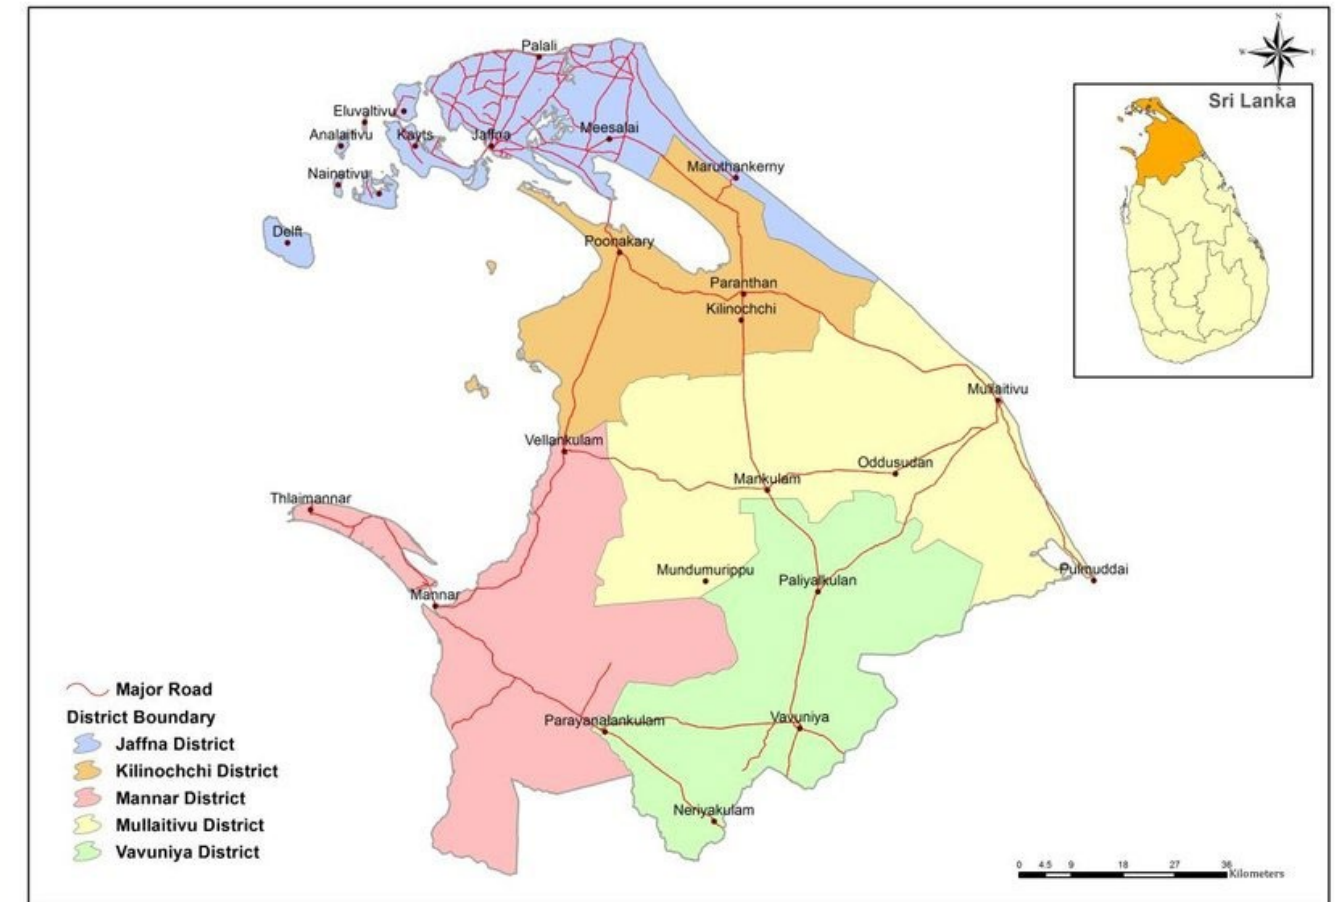 N
W
E
S
Sri Lanka
Palali
Eluvaltivu
Analaitivu
Kayts
Jaffna
Meesalai
Nainativu
Maruthankerny
Delft
Poonakary
Paranthan
Kilinochchi
Mullaitivu
Vellankulam
Oddusudan
Mankulam
Thlaimannar
Mundumurippu
Paliyalkulan
Pulmuddai
Mannar
Parayanalankulam
Vavuniya
Neriyakulam
Major Road
District Boundary
Jaffna District
Kilinochchi District
Mannar District
Mullaitivu District
Vavuniya District
0 4.5 9 18 27 36
Kilometers